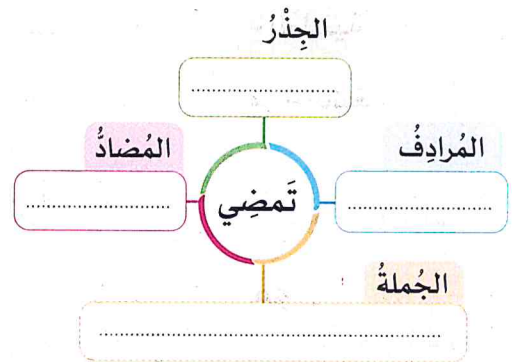 الجِذْرُ
المُرادِفُ
المُضادُّ
تَمضِي
الجُملةُ